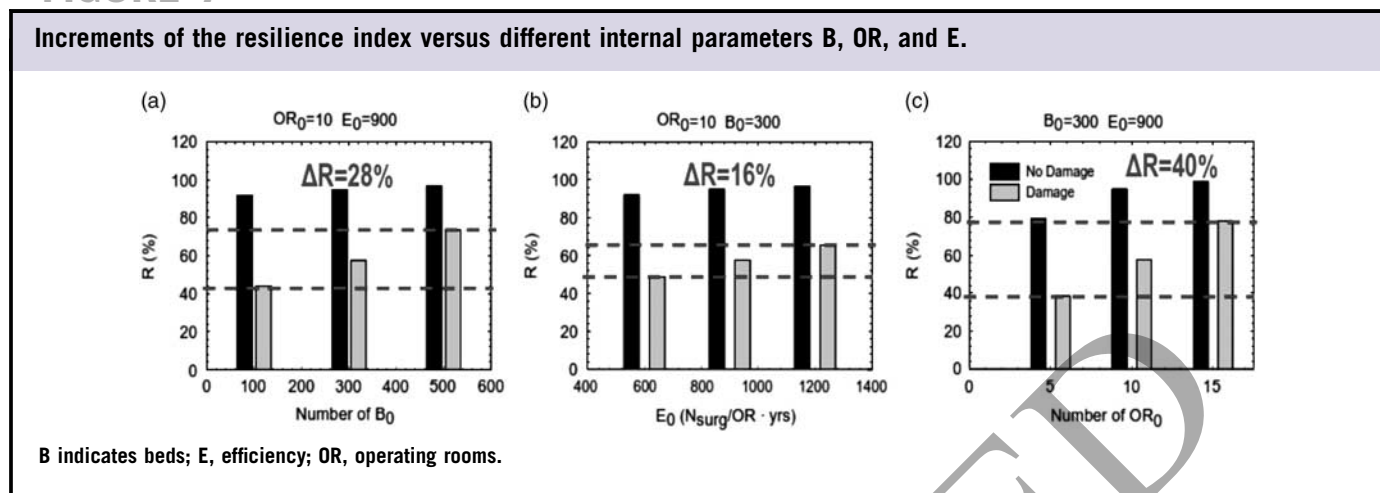 Increments of the resilience index versus different internal parameters B, OR, and E.
(a)
OR0=10 E0=900
ΔR=28%
R (%)
120
100
80
60
40
20
0
0 100 200 300 400 500 600
Number of B0
(b)
OR0=10 B0=300
ΔR=16%
R (%)
120
100
80
60
40
20
0
400 600 800 1000 1200 1400
E0 (Nsurg/OR · yrs)
(c)
B0=300 E0=900
ΔR=40%
No Damage
Damage
R (%)
120
100
80
60
40
20
0
0 5 10 15
Number of OR0
B indicates beds; E, efficiency; OR, operating rooms.